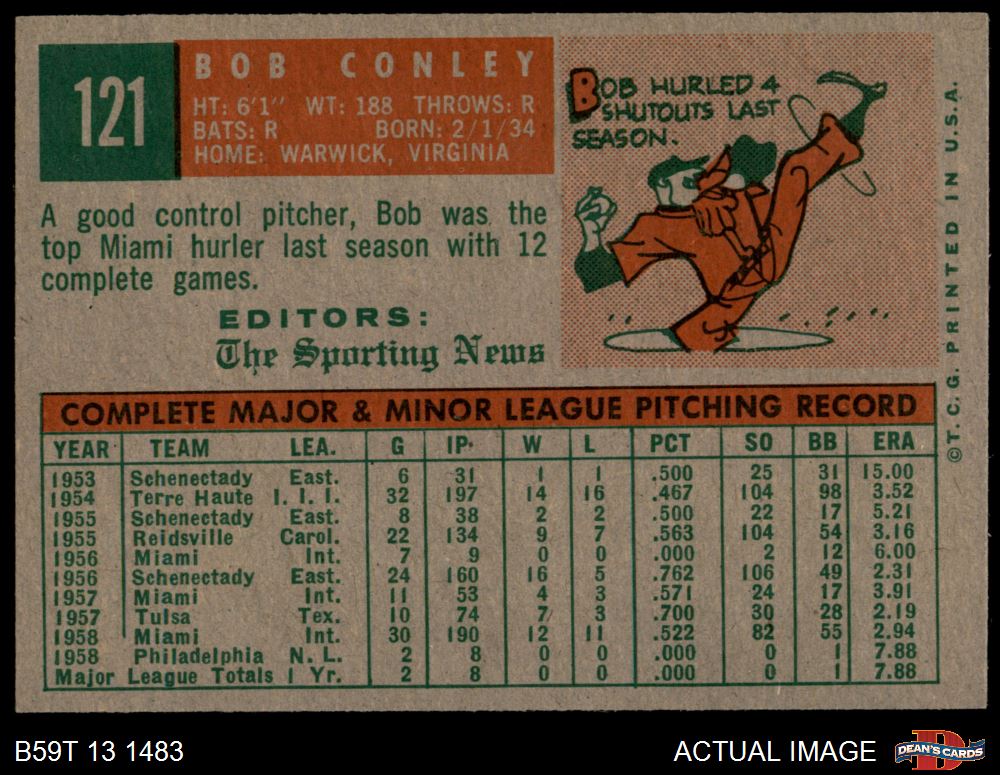 121
BOB CONLEY
HT: 6'1" WT: 188 THROWS: R
BATS: R BORN: 2/1/34
HOME: WARWICK, VIRGINIA
A good control pitcher, Bob was the
top Miami hurler last season with 12
complete games.
EDITORS:
The Sporting News
BOB HURLED 4
SHUTOUTS LAST
SEASON.
COMPLETE MAJOR & MINOR LEAGUE PITCHING RECORD
YEAR TEAM LEA. G IP. W L PCT SO BB ERA
1953 Schenectady East. 6 31 1 1 .500 25 31 15.00
1954 Terre Haute I. I. I. 32 197 14 16 .467 104 98 3.52
1955 Schenectady East. 8 38 2 2 .500 22 17 5.21
1955 Reidsville Carol. 22 134 9 7 .563 104 54 3.16
1956 Miami Int. 7 9 0 0 .000 2 12 6.00
1956 Schenectady East. 24 160 16 5 .762 106 49 2.31
1957 Miami Int. 11 53 4 3 .571 24 17 3.91
1957 Tulsa Tex. 10 74 7 3 .700 30 28 2.19
1958 Miami Int. 30 190 12 11 .522 82 55 2.94
1958 Philadelphia N. L. 2 8 0 0 .000 0 1 7.88
Major League Totals 1 Yr. 2 8 0 0 .000 0 1 7.88
©T. C. G. PRINTED IN U.S.A.
B59T 13 1483
ACTUAL IMAGE
DEAN'S CARDS